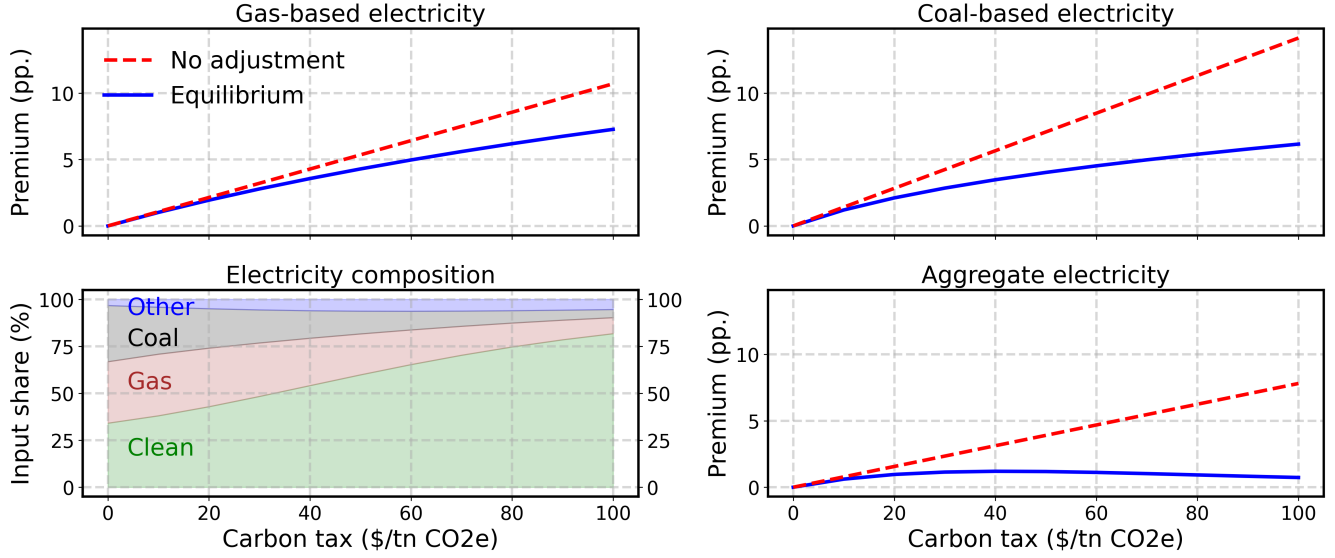 Gas-based electricity
Premium (pp.)
10
5
0
No adjustment
Equilibrium
Coal-based electricity
Premium (pp.)
10
5
0
Electricity composition
Input share (%)
100
75
50
25
0
Other
Coal
Gas
Clean
100
75
50
25
0
0 20 40 60 80 100
Carbon tax ($/tn CO2e)
Aggregate electricity
Premium (pp.)
10
5
0
0 20 40 60 80 100
Carbon tax ($/tn CO2e)